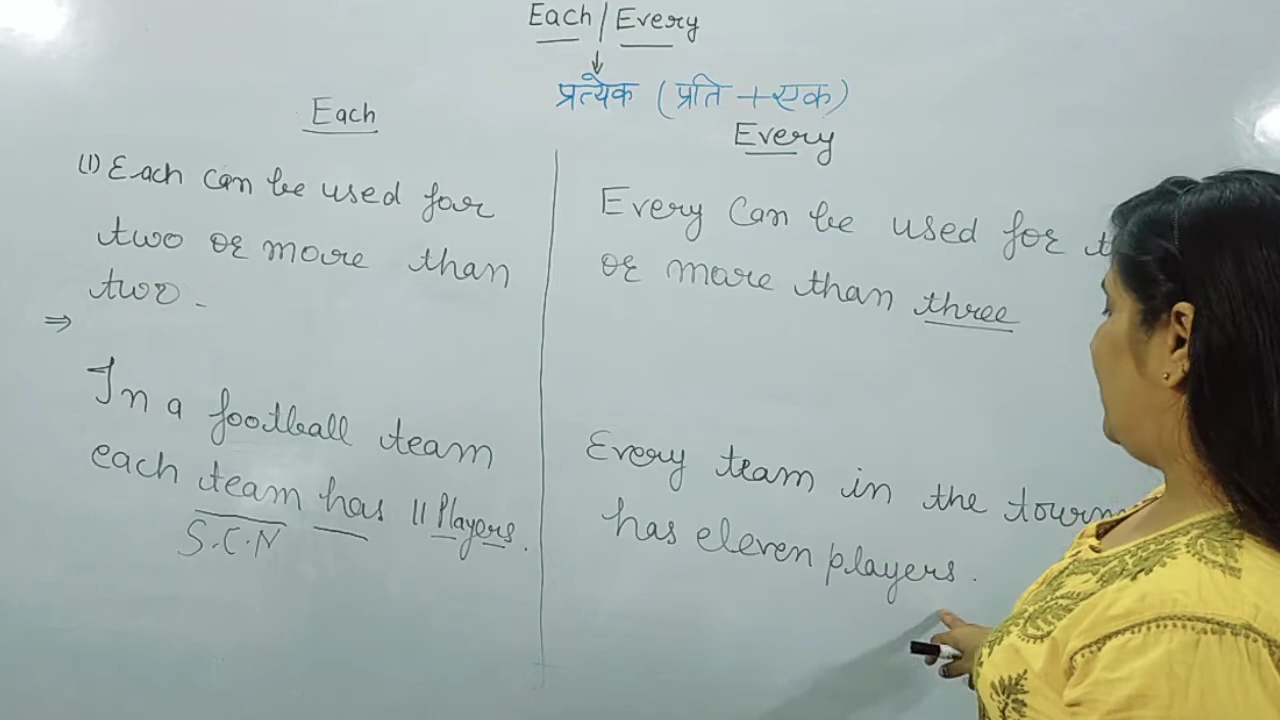 Each / Every
↓
प्रत्येक (प्रति + एक)
Each
(1) Each can be used for
two or more than
two -
⇒
In a football team
each team has 11 Players.
S.C.N
Every
Every Can be used for
or more than three
Every team in the
has eleven players.